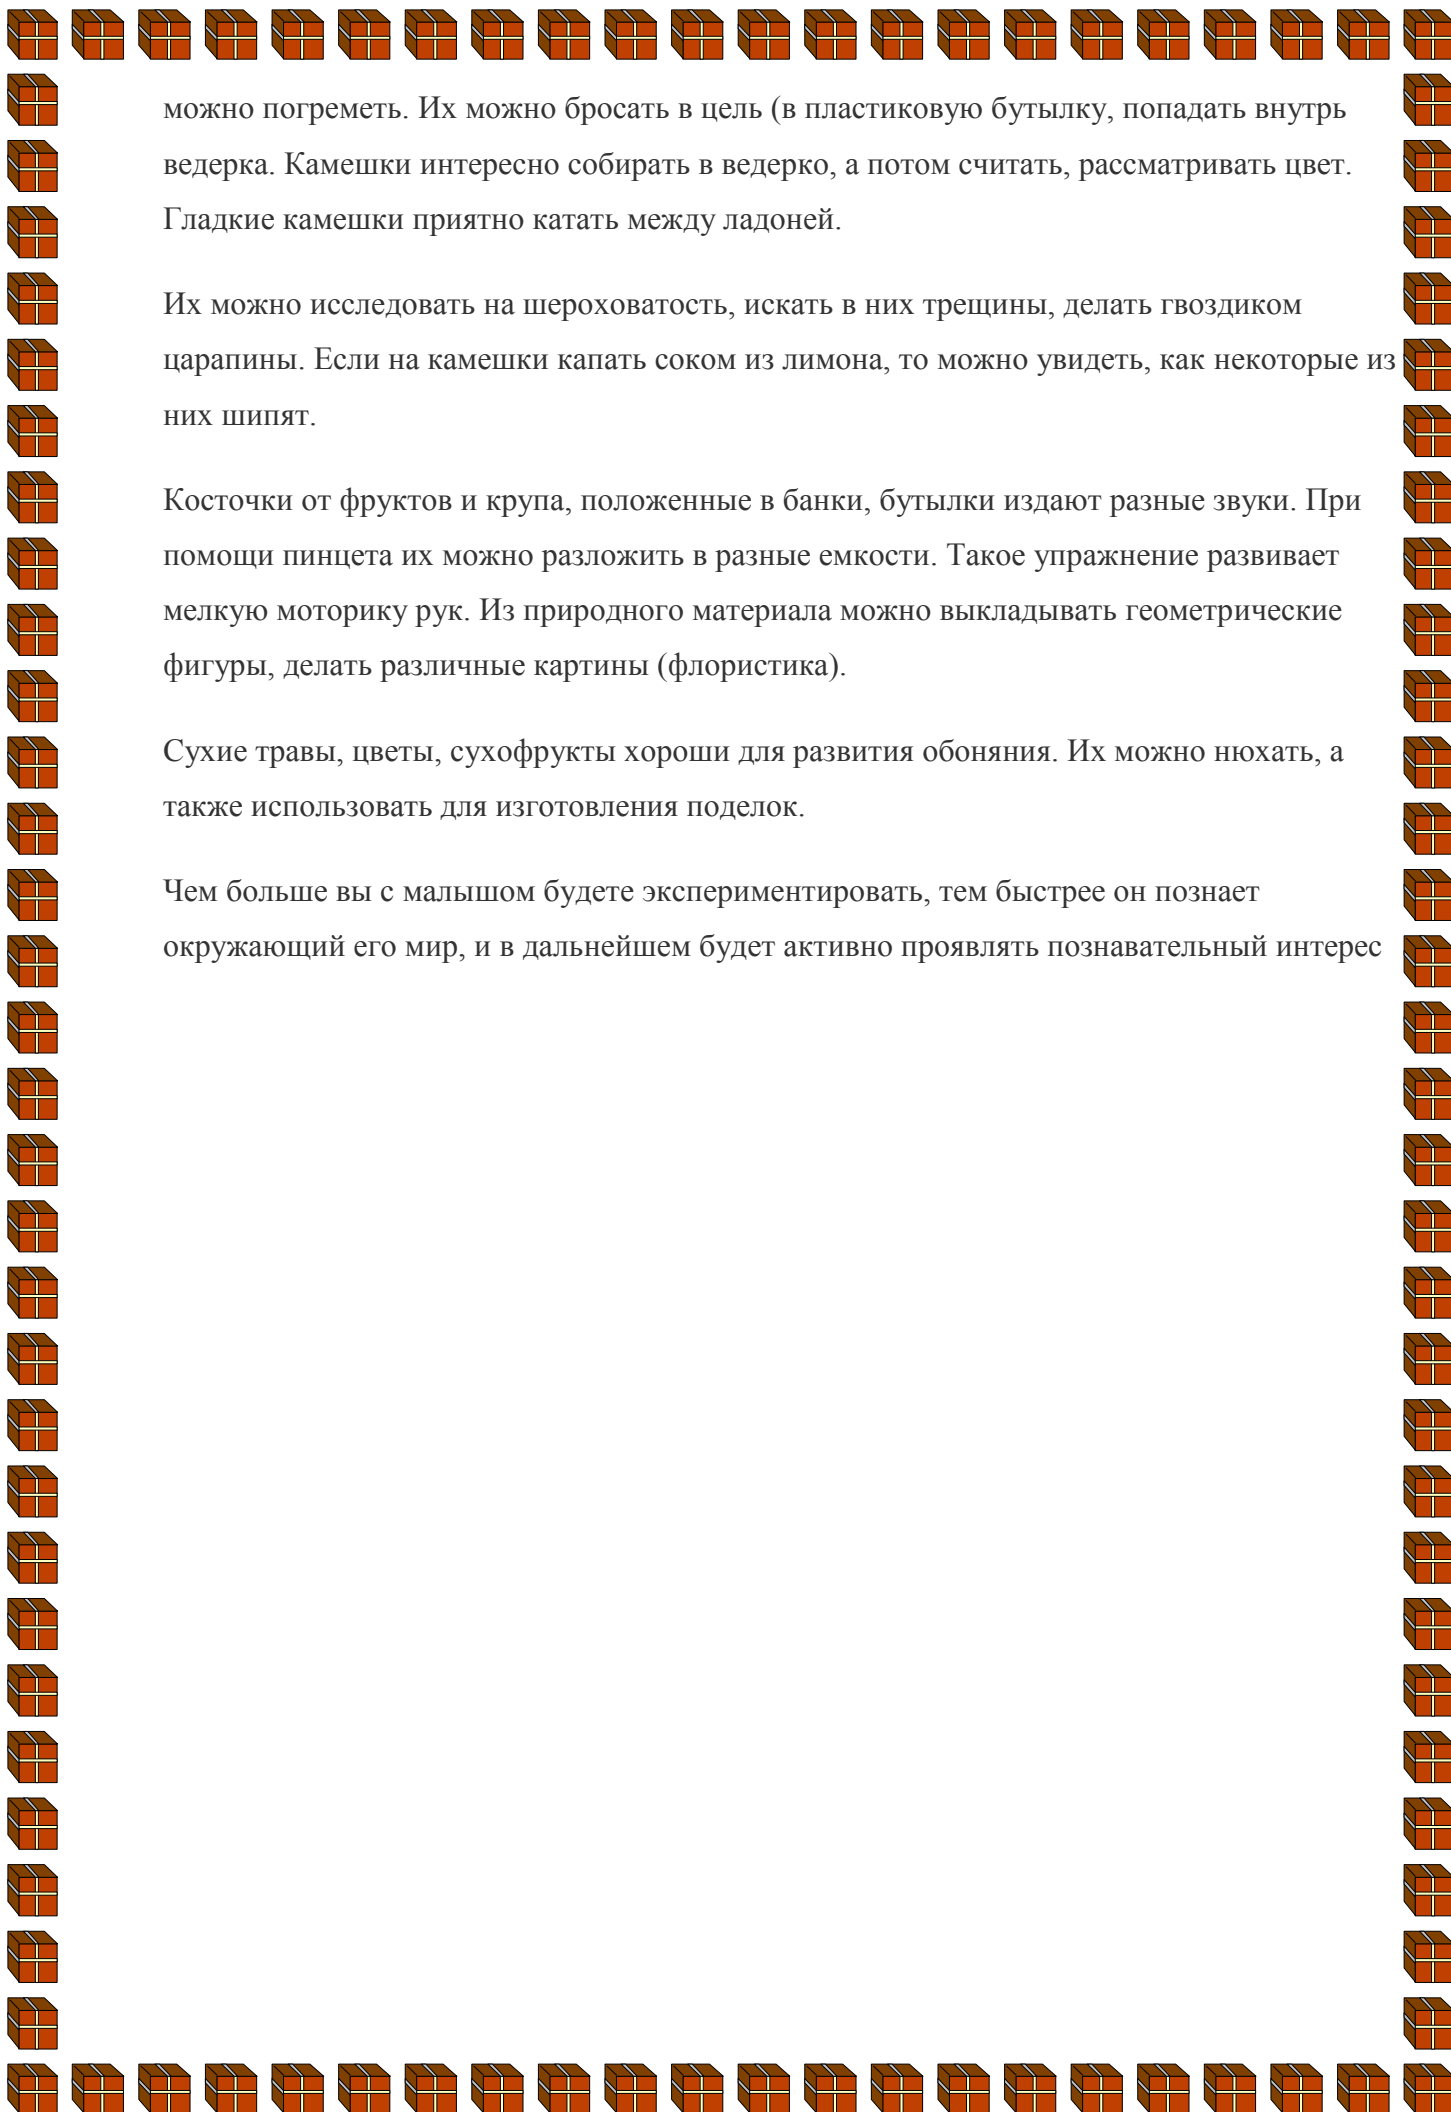 можно погреметь. Их можно бросать в цель (в пластиковую бутылку, попадать внутрь
ведерка. Камешки интересно собирать в ведерко, а потом считать, рассматривать цвет.
Гладкие камешки приятно катать между ладоней.
Их можно исследовать на шероховатость, искать в них трещины, делать гвоздиком
царапины. Если на камешки капать соком из лимона, то можно увидеть, как некоторые из
них шипят.
Косточки от фруктов и крупа, положенные в банки, бутылки издают разные звуки. При
помощи пинцета их можно разложить в разные емкости. Такое упражнение развивает
мелкую моторику рук. Из природного материала можно выкладывать геометрические
фигуры, делать различные картины (флористика).
Сухие травы, цветы, сухофрукты хороши для развития обоняния. Их можно нюхать, а
также использовать для изготовления поделок.
Чем больше вы с малышом будете экспериментировать, тем быстрее он познает
окружающий его мир, и в дальнейшем будет активно проявлять познавательный интерес